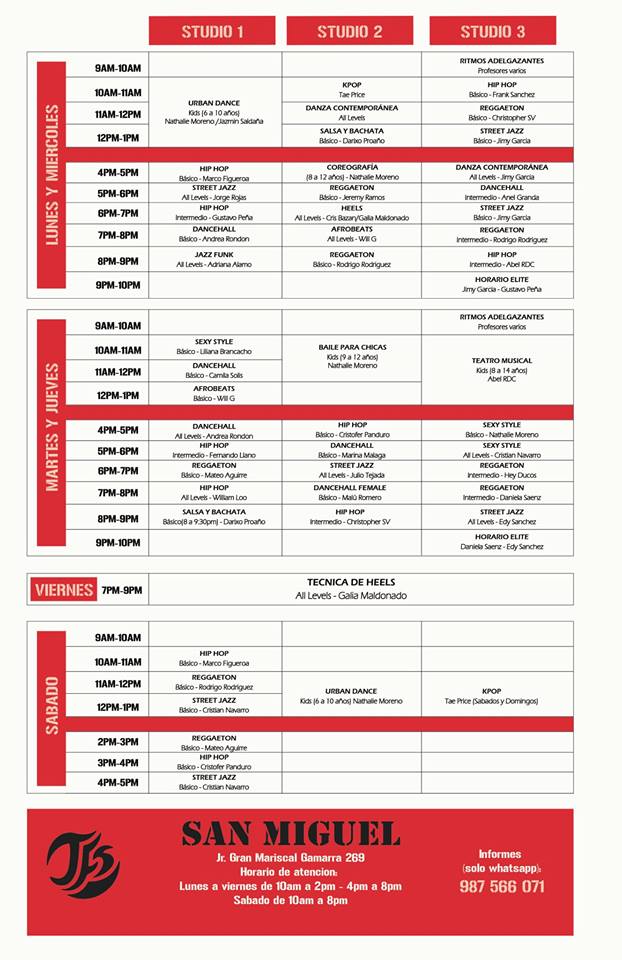 STUDIO 1
STUDIO 2
STUDIO 3
LUNES Y MIERCOLES
9AM-10AM
RITMOS ADELGAZANTES
Profesores varios
10AM-11AM
URBAN DANCE
Kids (6 a 10 años)
Nathalie Moreno /Jazmin Saldaña
KPOP
Tae Price
HIP HOP
Básico - Frank Sanchez
11AM-12PM
DANZA CONTEMPORÁNEA
All Levels
REGGAETON
Básico - Christopher SV
12PM-1PM
SALSA Y BACHATA
Básico - Darixo Proaño
STREET JAZZ
Básico - Jimy Garcia
4PM-5PM
HIP HOP
Básico - Marco Figueroa
COREOGRAFÍA
(8 a 12 años) - Nathalie Moreno
DANZA CONTEMPORÁNEA
All Levels - Jimy Garcia
5PM-6PM
STREET JAZZ
All Levels - Jorge Rojas
REGGAETON
Básico - Jeremy Ramos
DANCEHALL
Intermedio - Anel Granda
6PM-7PM
HIP HOP
Intermedio - Gustavo Peña
HEELS
All Levels - Cris Bazan/Galia Maldonado
STREET JAZZ
Básico - Jimy Garcia
7PM-8PM
DANCEHALL
Básico - Andrea Rondon
AFROBEATS
All Levels - Will G
REGGAETON
Intermedio - Rodrigo Rodriguez
8PM-9PM
JAZZ FUNK
All Levels - Adriana Alamo
REGGAETON
Básico - Rodrigo Rodriguez
HIP HOP
Intermedio - Abel RDC
9PM-10PM
HORARIO ELITE
Jimy Garcia - Gustavo Peña
MARTES Y JUEVES
9AM-10AM
RITMOS ADELGAZANTES
Profesores varios
10AM-11AM
SEXY STYLE
Básico - Liliana Brancacho
BAILE PARA CHICAS
Kids (9 a 12 años)
Nathalie Moreno
TEATRO MUSICAL
Kids (8 a 14 años)
Abel RDC
11AM-12PM
DANCEHALL
Básico - Camila Solis
12PM-1PM
AFROBEATS
Básico - Will G
4PM-5PM
DANCEHALL
All Levels - Andrea Rondon
HIP HOP
Básico - Cristofer Panduro
SEXY STYLE
Básico - Nathalie Moreno
5PM-6PM
HIP HOP
Intermedio - Fernando Llano
DANCEHALL
Básico - Marina Malaga
SEXY STYLE
All Levels - Cristian Navarro
6PM-7PM
REGGAETON
Básico - Mateo Aguirre
STREET JAZZ
All Levels - Julio Tejada
REGGAETON
Intermedio - Hey Ducos
7PM-8PM
HIP HOP
All Levels - William Loo
DANCEHALL FEMALE
Básico - Malú Romero
REGGAETON
Intermedio - Daniela Saenz
8PM-9PM
SALSA Y BACHATA
Básico(8 a 9:30pm) - Darixo Proaño
HIP HOP
Intermedio - Christopher SV
STREET JAZZ
All Levels - Edy Sanchez
9PM-10PM
HORARIO ELITE
Daniela Saenz - Edy Sanchez
VIERNES
7PM-9PM
TECNICA DE HEELS
All Levels - Galia Maldonado
SABADO
9AM-10AM
10AM-11AM
HIP HOP
Básico - Marco Figueroa
11AM-12PM
REGGAETON
Básico - Rodrigo Rodriguez
URBAN DANCE
Kids (6 a 10 años) Nathalie Moreno
KPOP
Tae Price (Sabados y Domingos)
12PM-1PM
STREET JAZZ
Básico - Cristian Navarro
2PM-3PM
REGGAETON
Básico - Mateo Aguirre
3PM-4PM
HIP HOP
Básico - Cristofer Panduro
4PM-5PM
STREET JAZZ
Básico - Cristian Navarro
SAN MIGUEL
Jr. Gran Mariscal Gamarra 269
Horario de atencion:
Lunes a viernes de 10am a 2pm - 4pm a 8pm
Sabado de 10am a 8pm
Informes
(solo whatsapp):
987 566 071